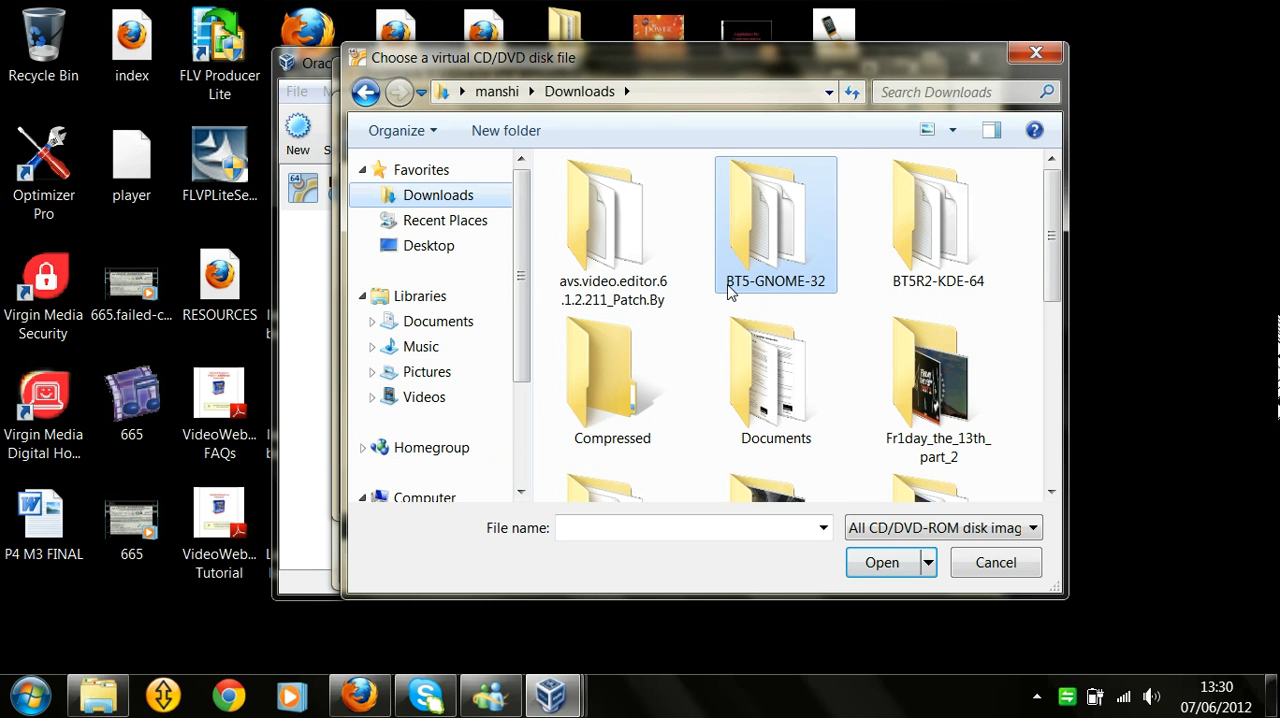 Recycle Bin
index
FLV Producer
Lite
Optimizer
Pro
player
FLVPLiteSe...
Virgin Media
Security
665.failed-c...
RESOURCES
Virgin Media
Digital Ho...
665
VideoWeb...
FAQs
P4 M3 FINAL
665
VideoWeb...
Tutorial
Orac
File
New
64
Choose a virtual CD/DVD disk file
manshi
Downloads
Search Downloads
Organize
New folder
Favorites
Downloads
Recent Places
Desktop
Libraries
Documents
Music
Pictures
Videos
Homegroup
Computer
avs.video.editor.6
.1.2.211_Patch.By
BT5-GNOME-32
BT5R2-KDE-64
Compressed
Documents
Fr1day_the_13th_
part_2
File name:
All CD/DVD-ROM disk imag
Open
Cancel
13:30
07/06/2012